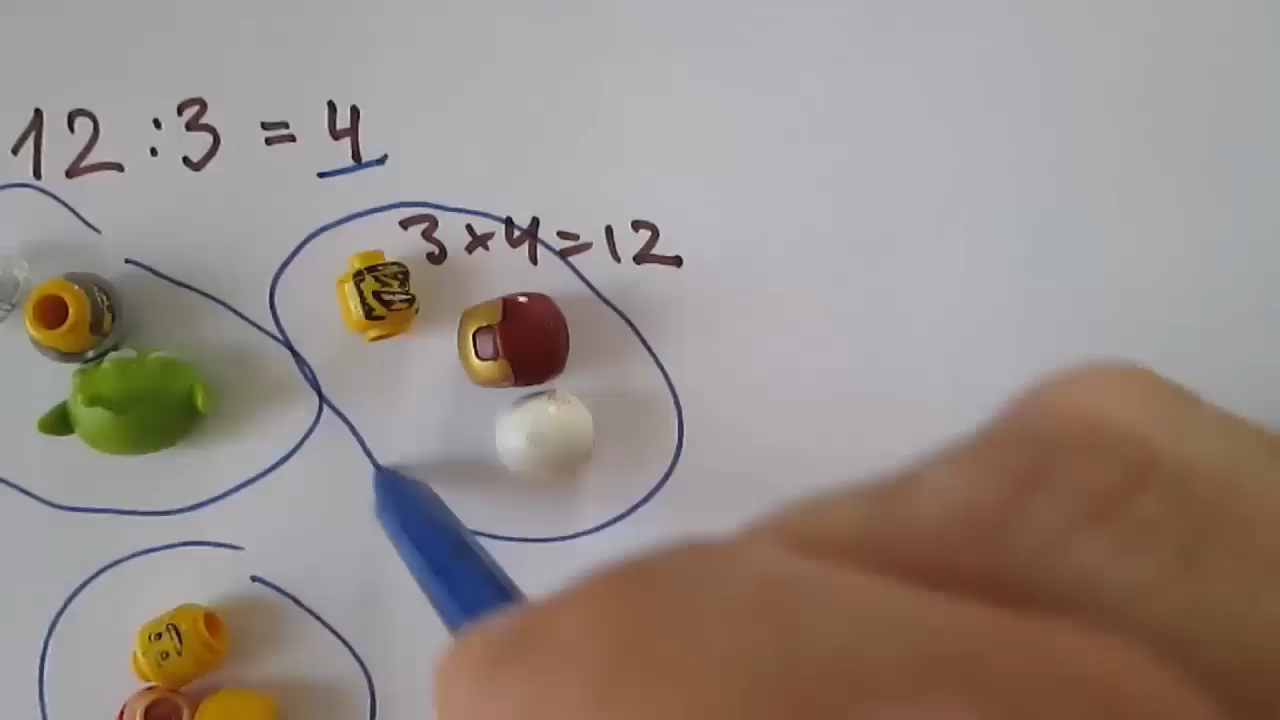 12 : 3 = 4
3 x 4 = 12